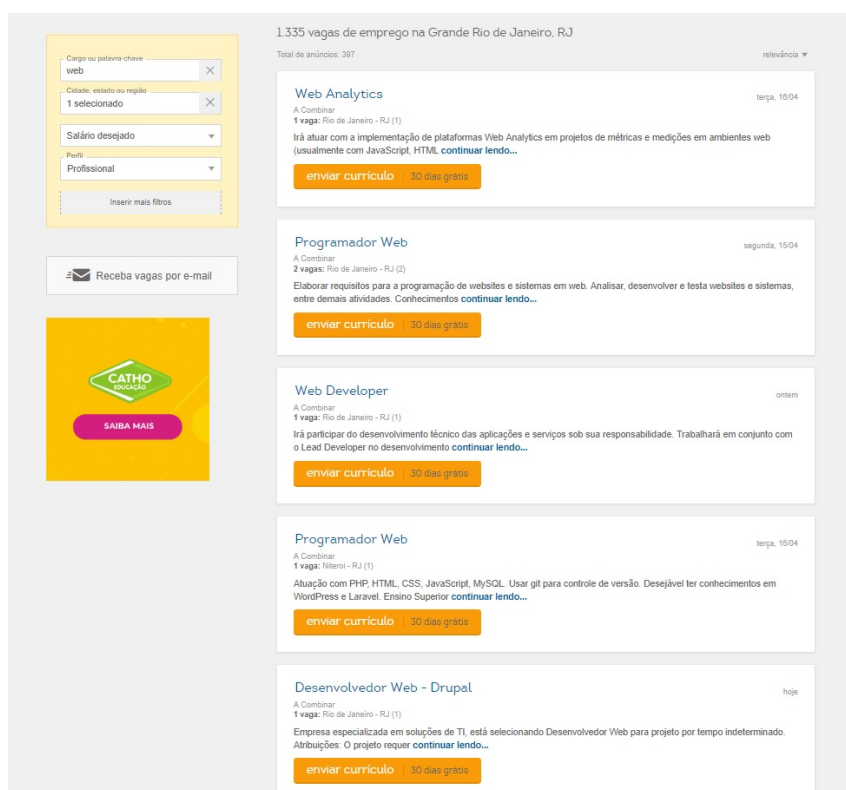 1.335 vagas de emprego na Grande Rio de Janeiro, RJ
Total de anúncios: 397
relevância
Cargo ou palavra-chave
web
Cidade, estado ou região
1 selecionado
Salário desejado
Perfil
Profissional
Inserir mais filtros
Receba vagas por e-mail
CATHO
EDUCAÇÃO
SAIBA MAIS
Web Analytics
terça, 16/04
A Combinar
1 vaga: Rio de Janeiro - RJ (1)
Irá atuar com a implementação de plataformas Web Analytics em projetos de métricas e medições em ambientes web
(usualmente com JavaScript, HTML continuar lendo...
enviar currículo 30 dias grátis
Programador Web
segunda, 15/04
A Combinar
2 vagas: Rio de Janeiro - RJ (2)
Elaborar requisitos para a programação de websites e sistemas em web. Analisar, desenvolver e testa websites e sistemas,
entre demais atividades. Conhecimentos continuar lendo...
enviar currículo 30 dias grátis
Web Developer
ontem
A Combinar
1 vaga: Rio de Janeiro - RJ (1)
Irá participar do desenvolvimento técnico das aplicações e serviços sob sua responsabilidade. Trabalhará em conjunto com
o Lead Developer no desenvolvimento continuar lendo...
enviar currículo 30 dias grátis
Programador Web
terça, 16/04
A Combinar
1 vaga: Niteroi - RJ (1)
Atuação com PHP, HTML, CSS, JavaScript, MySQL. Usar git para controle de versão. Desejável ter conhecimentos em
WordPress e Laravel. Ensino Superior continuar lendo...
enviar currículo 30 dias grátis
Desenvolvedor Web - Drupal
hoje
A Combinar
1 vaga: Rio de Janeiro - RJ (1)
Empresa especializada em soluções de TI, está selecionando Desenvolvedor Web para projeto por tempo indeterminado.
Atribuições: O projeto requer continuar lendo...
enviar currículo 30 dias grátis